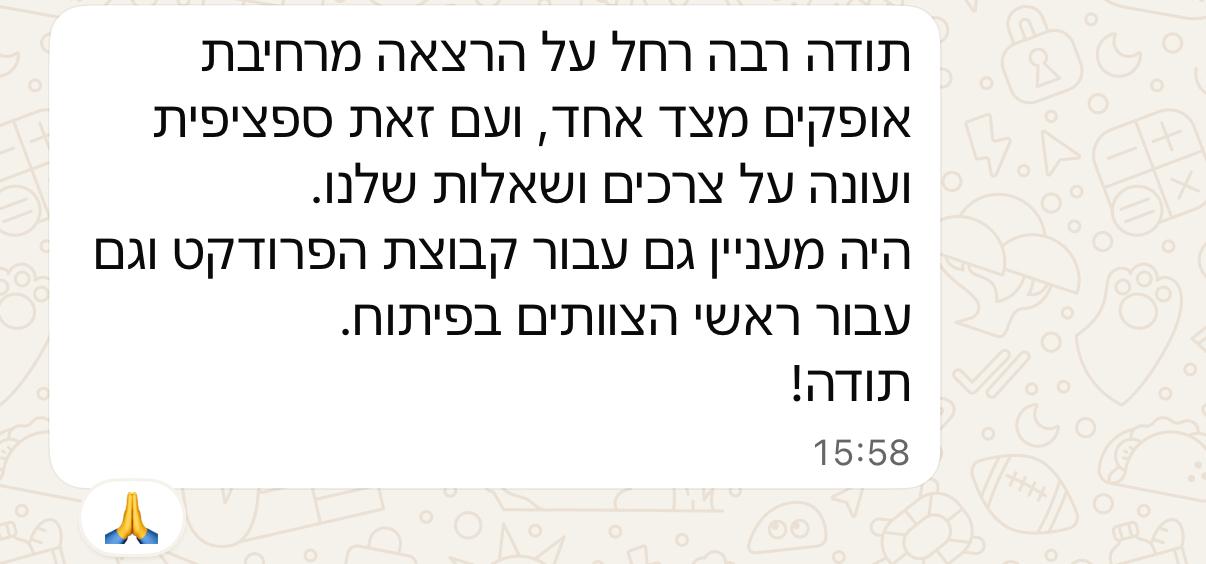 תודה רבה רחל על הרצאה מרחיבת
אופקים מצד אחד, ועם זאת ספציפית
ועונה על צרכים ושאלות שלנו.
היה מעניין גם עבור קבוצת הפרודקט וגם
עבור ראשי הצוותים בפיתוח.
תודה!
15:58